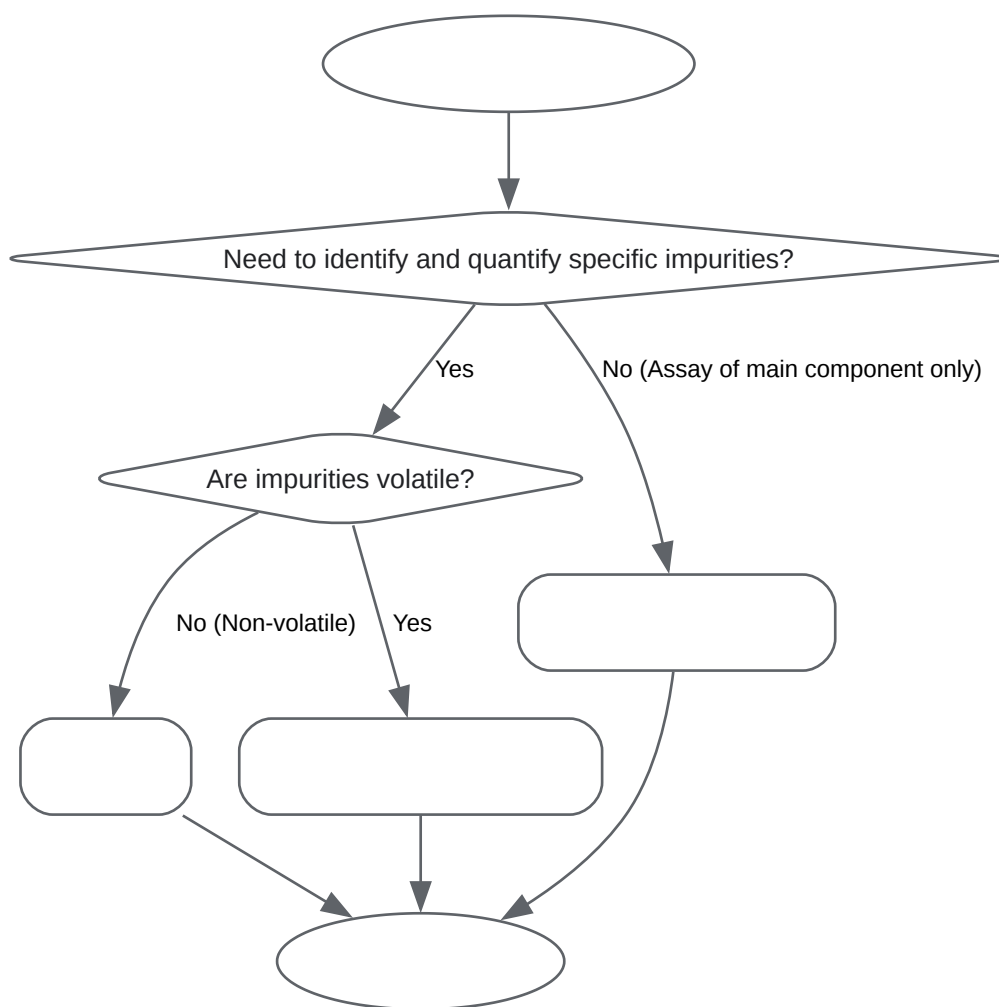 Need to identify and quantify specific impurities?
Yes
No (Assay of main component only)
Are impurities volatile?
No (Non-volatile)
Yes